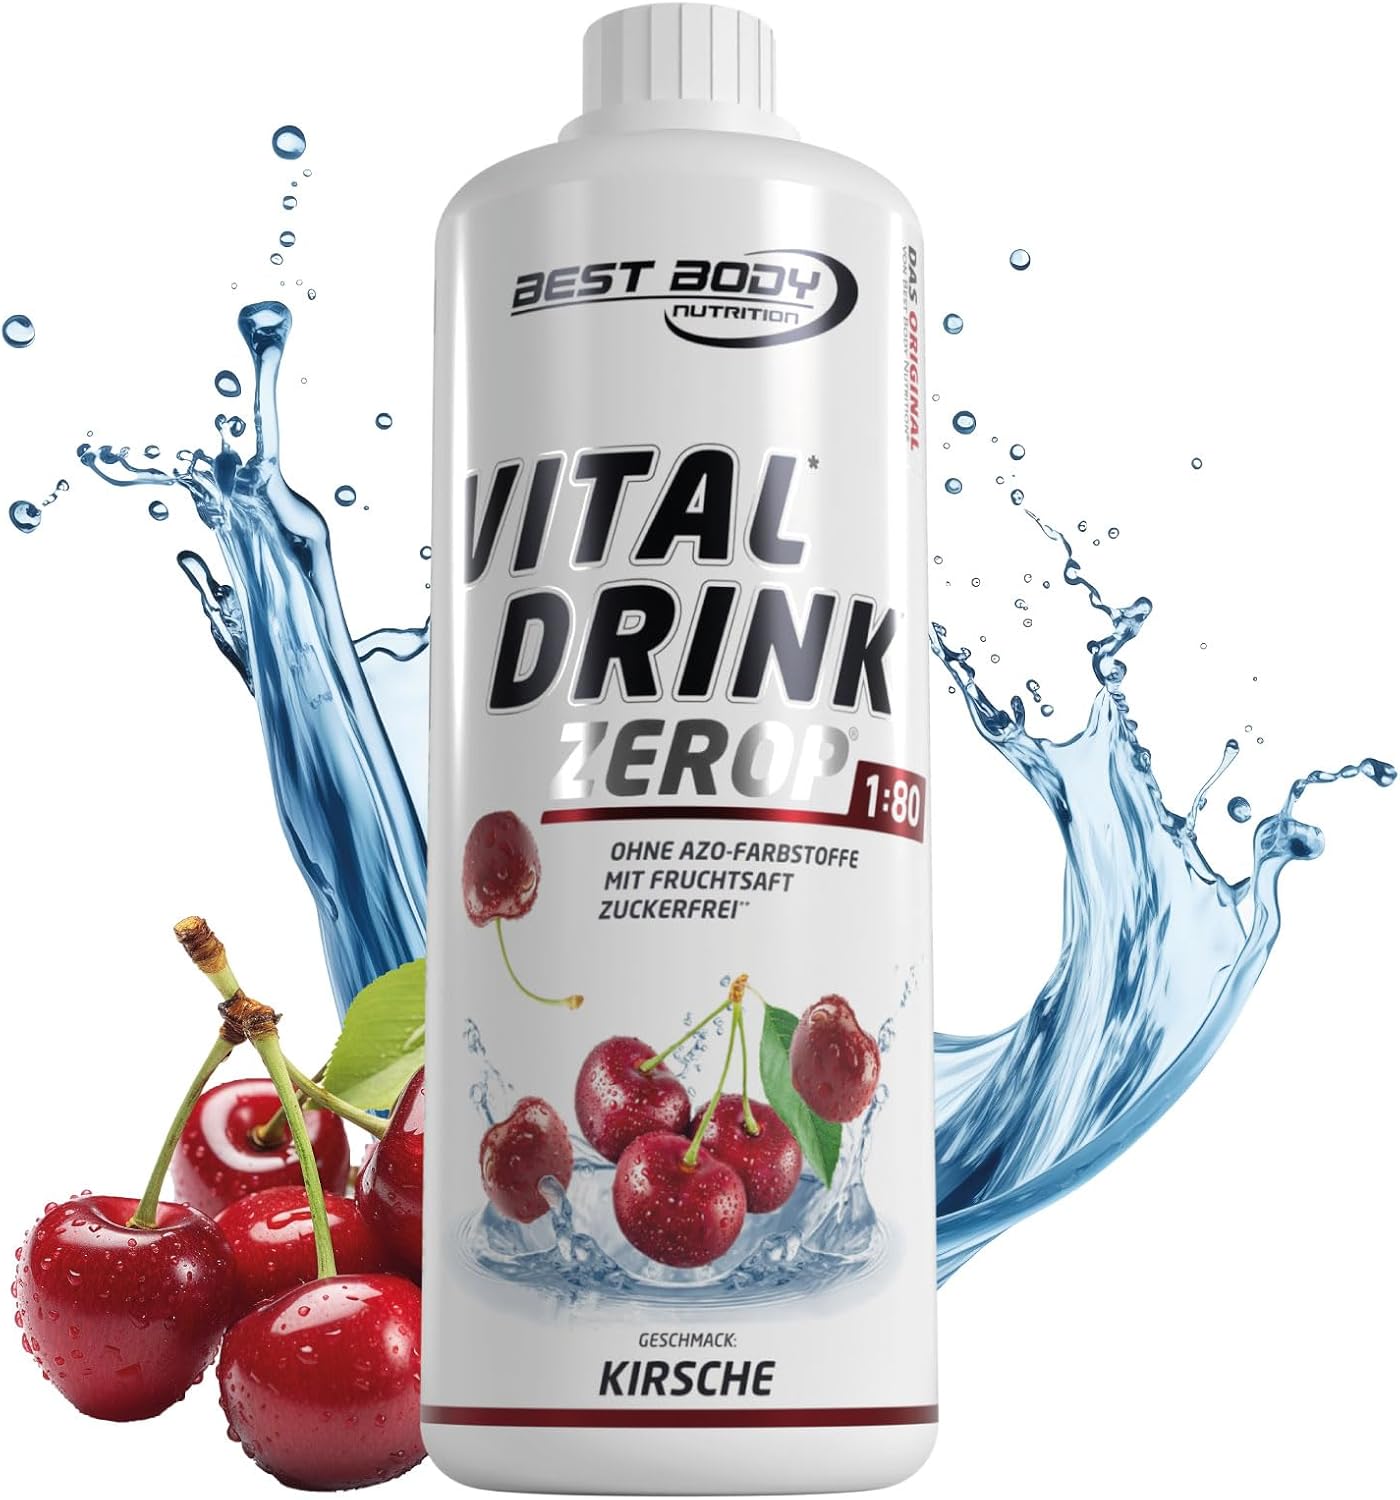 BEST BODY
NUTRITION
DAS ORIGINAL
VON BEST BODY NUTRITION®
VITAL*
DRINK
ZEROP®
1:80
OHNE AZO-FARBSTOFFE
MIT FRUCHTSAFT
ZUCKERFREI**
GESCHMACK:
KIRSCHE